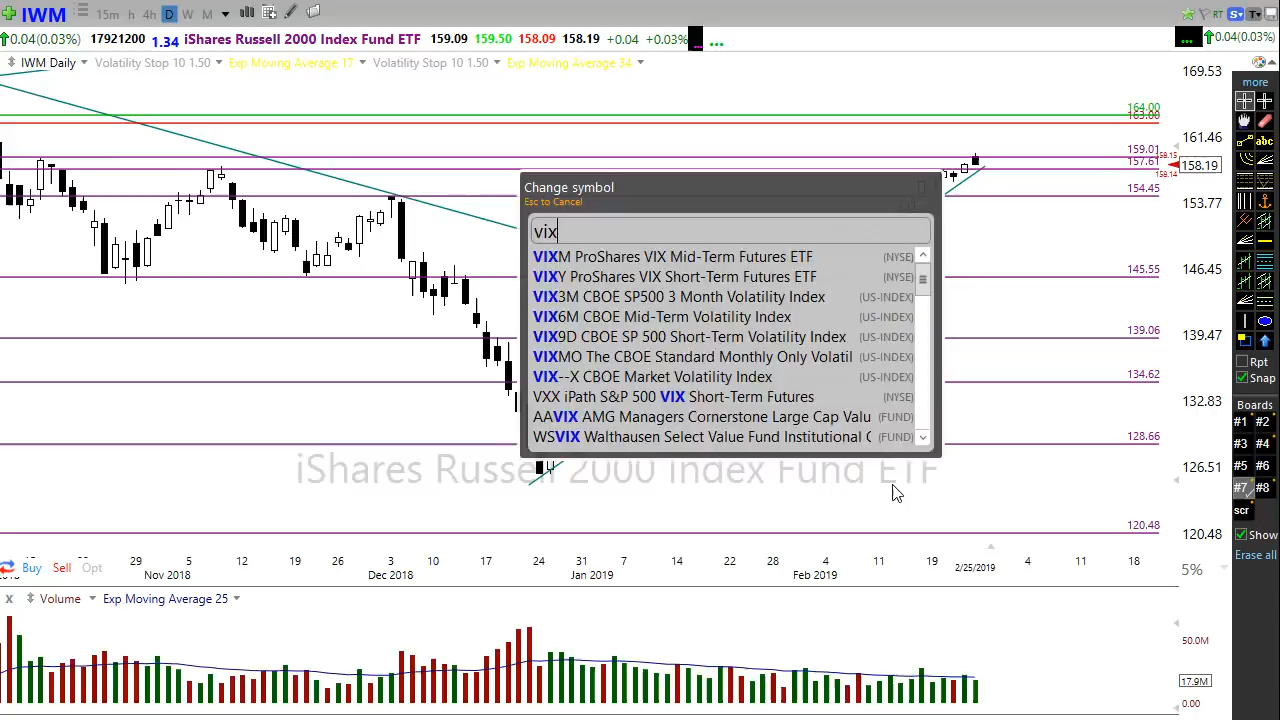 IWM 15m h 4h D W M RT S T
0.04(0.03%) 17921200 1.34 iShares Russell 2000 Index Fund ETF 159.09 159.50 158.09 158.19 +0.04 +0.03% ... ... 0.04(0.03%)
IWM Daily Volatility Stop 10 1.50 Exp Moving Average 17 Volatility Stop 10 1.50 Exp Moving Average 34
169.53
more
164.00
163.00
161.46
abc
159.01
158.15
157.61
158.19
158.14
154.45
153.77
Change symbol
Esc to Cancel
vix
VIXM ProShares VIX Mid-Term Futures ETF (NYSE)
VIXY ProShares VIX Short-Term Futures ETF (NYSE)
VIX3M CBOE SP500 3 Month Volatility Index (US-INDEX)
VIX6M CBOE Mid-Term Volatility Index (US-INDEX)
VIX9D CBOE SP 500 Short-Term Volatility Index (US-INDEX)
VIXMO The CBOE Standard Monthly Only Volatil (US-INDEX)
VIX--X CBOE Market Volatility Index (US-INDEX)
VXX iPath S&P 500 VIX Short-Term Futures (NYSE)
AAVIX AMG Managers Cornerstone Large Cap Valu (FUND)
WSVIX Walthausen Select Value Fund Institutional C (FUND)
146.45
145.55
139.47
139.06
134.62
132.83
128.66
126.51
120.48
120.48
iShares Russell 2000 Index Fund ETF
Rpt
Snap
Boards
#1 #2
#3 #4
#5 #6
#7 #8
scr
Show
Erase all
29 5 12 19 26 3 10 17 24 31 7 14 22 29 4 11 19 2/25/2019 4 11 18
Buy Sell Opt Nov 2018 Dec 2018 Jan 2019 Feb 2019 5%
X Volume Exp Moving Average 25
50.0M
17.9M
0.00